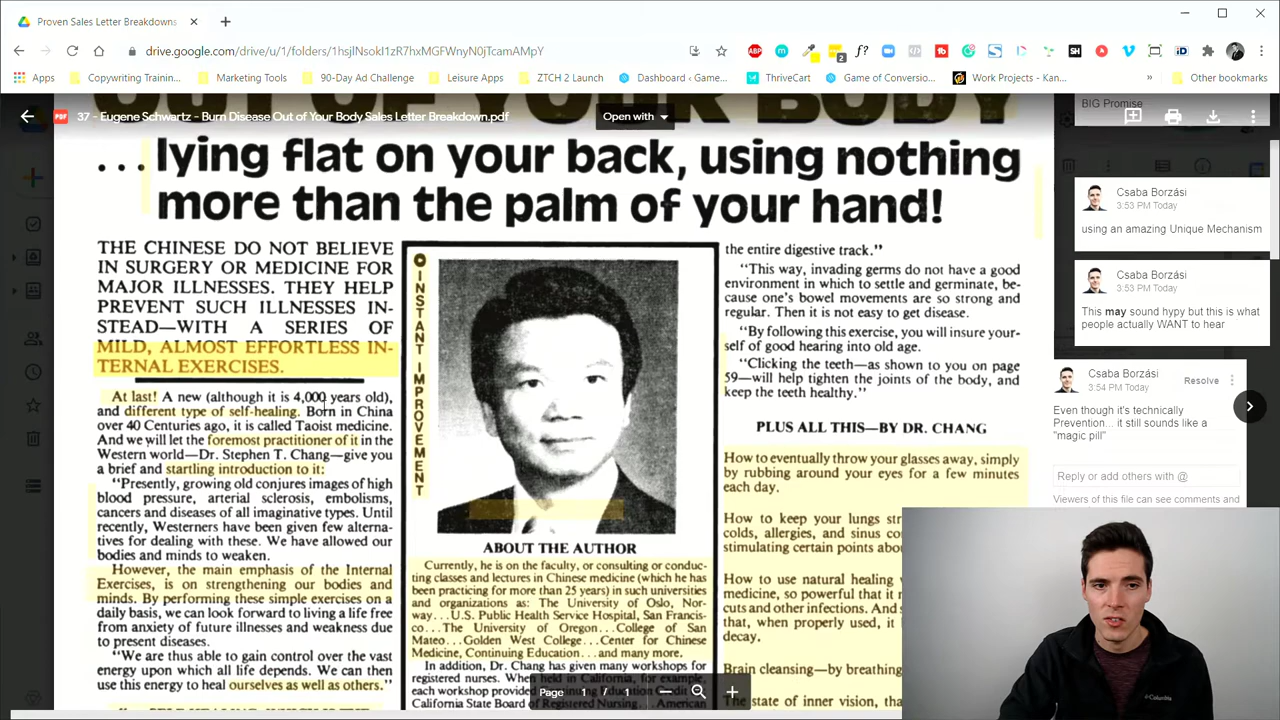 Proven Sales Letter Breakdowns
drive.google.com/drive/u/1/folders/1hsjlNsokI1zR7hxMGFWnyN0jTcamAMpY
Apps
Copywriting Trainin...
Marketing Tools
90-Day Ad Challenge
Leisure Apps
ZTCH 2 Launch
Dashboard ‹ Game...
ThriveCart
Game of Conversio...
Work Projects - Kan...
Other bookmarks
OUT OF YOUR BODY
37 - Eugene Schwartz - Burn Disease Out of Your Body Sales Letter Breakdown.pdf
Open with
...lying flat on your back, using nothing
more than the palm of your hand!
THE CHINESE DO NOT BELIEVE
IN SURGERY OR MEDICINE FOR
MAJOR ILLNESSES. THEY HELP
PREVENT SUCH ILLNESSES IN-
STEAD—WITH A SERIES OF
MILD, ALMOST EFFORTLESS IN-
TERNAL EXERCISES.
At last! A new (although it is 4,000 years old),
and different type of self-healing. Born in China
over 40 Centuries ago, it is called Taoist medicine.
And we will let the foremost practitioner of it in the
Western world—Dr. Stephen T. Chang—give you
a brief and startling introduction to it:
"Presently, growing old conjures images of high
blood pressure, arterial sclerosis, embolisms,
cancers and diseases of all imaginative types. Until
recently, Westerners have been given few alterna-
tives for dealing with these. We have allowed our
bodies and minds to weaken.
However, the main emphasis of the Internal
Exercises, is on strengthening our bodies and
minds. By performing these simple exercises on a
daily basis, we can look forward to living a life free
from anxiety of future illnesses and weakness due
to present diseases.
"We are thus able to gain control over the vast
energy upon which all life depends. We can then
use this energy to heal ourselves as well as others."
INSTANT IMPROVEMENT
ABOUT THE AUTHOR
Currently, he is on the faculty, or consulting or conduc-
ting classes and lectures in Chinese medicine (which he has
been practicing for more than 25 years) in such universities
and organizations as: The University of Oslo, Nor-
way...U.S. Public Health Service Hospital, San Francis-
co...The University of Oregon...College of San
Mateo...Golden West College...Center for Chinese
Medicine, Continuing Education...and many more.
In addition, Dr. Chang has given many workshops for
registered nurses. When held in California, for example,
each workshop provided
California State Board of Registered Nursing... American
Page 1 / 1
the entire digestive track."
"This way, invading germs do not have a good
environment in which to settle and germinate, be-
cause one's bowel movements are so strong and
regular. Then it is not easy to get disease.
"By following this exercise, you will insure your-
self of good hearing into old age.
"Clicking the teeth—as shown to you on page
59—will help tighten the joints of the body, and
keep the teeth healthy."
PLUS ALL THIS—BY DR. CHANG
How to eventually throw your glasses away, simply
by rubbing around your eyes for a few minutes
each day.
How to keep your lungs
colds, allergies, and sinus
stimulating certain points
How to use natural healing
medicine, so powerful that it
cuts and other infections. And
that, when properly used, it
decay.
Brain cleansing—by breathing
The state of inner vision,
BIG Promise
Csaba Borzási
3:53 PM Today
using an amazing Unique Mechanism
Csaba Borzási
3:53 PM Today
This may sound hypy but this is what
people actually WANT to hear
Csaba Borzási
3:54 PM Today
Resolve
Even though it's technically
Prevention... it still sounds like a
"magic pill"
Reply or add others with @
Viewers of this file can see comments and
Columbia